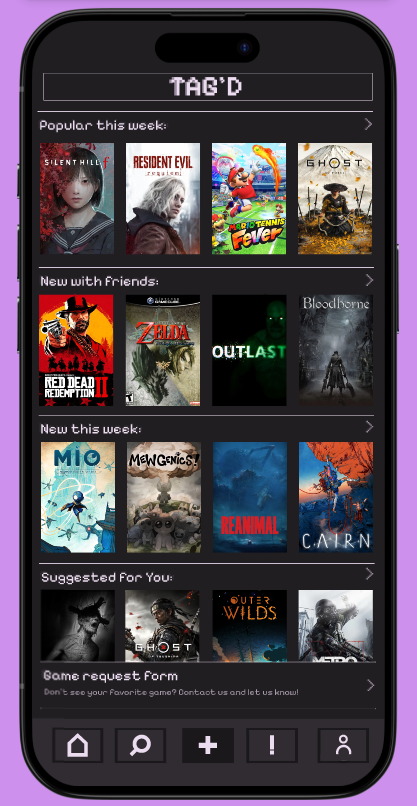 TAG'D
Popular this week:
SILENT HILL f
RESIDENT EVIL
requiem
MARIO TENNIS
FEVER
GHOST
New with friends:
RED DEAD
REDEMPTION II
ZELDA
OUTLAST
Bloodborne
New this week:
MIO
MEWGENICS!
REANIMAL
CAIRN
Suggested for You:
GHOST
OUTER
WILDS
METRO
Game request form
Don't see your favorite game? Contact us and let us know!